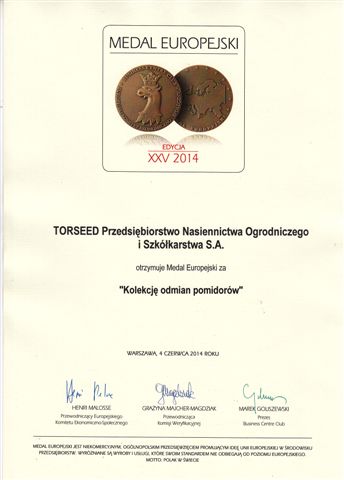 MEDAL EUROPEJSKI
EDYCJA
XXV 2014
TORSEED Przedsiębiorstwo Nasiennictwa Ogrodniczego
i Szkółkarstwa S.A.
otrzymuje Medal Europejski za
"Kolekcję odmian pomidorów"
WARSZAWA, 4 CZERWCA 2014 ROKU
HENRI MALOSSE
Przewodniczący Europejskiego
Komitetu Ekonomiczno-Społecznego
GRAŻYNA MAJCHER-MAGDZIAK
Przewodnicząca
Komisji Weryfikacyjnej
MAREK GOLISZEWSKI
Prezes
Business Centre Club
MEDAL EUROPEJSKI JEST NIEKOMERCYJNYM, OGÓLNOPOLSKIM PRZEDSIĘWZIĘCIEM PROMUJĄCYM IDEĘ UNII EUROPEJSKIEJ W ŚRODOWISKU
PRZEDSIĘBIORSTW. WYRÓŻNIANE SĄ WYROBY I USŁUGI, KTÓRE SWOIM STANDARDEM NIE ODBIEGAJĄ OD POZIOMU EUROPEJSKIEGO.
MOTTO: POLAK W ŚWIECIE